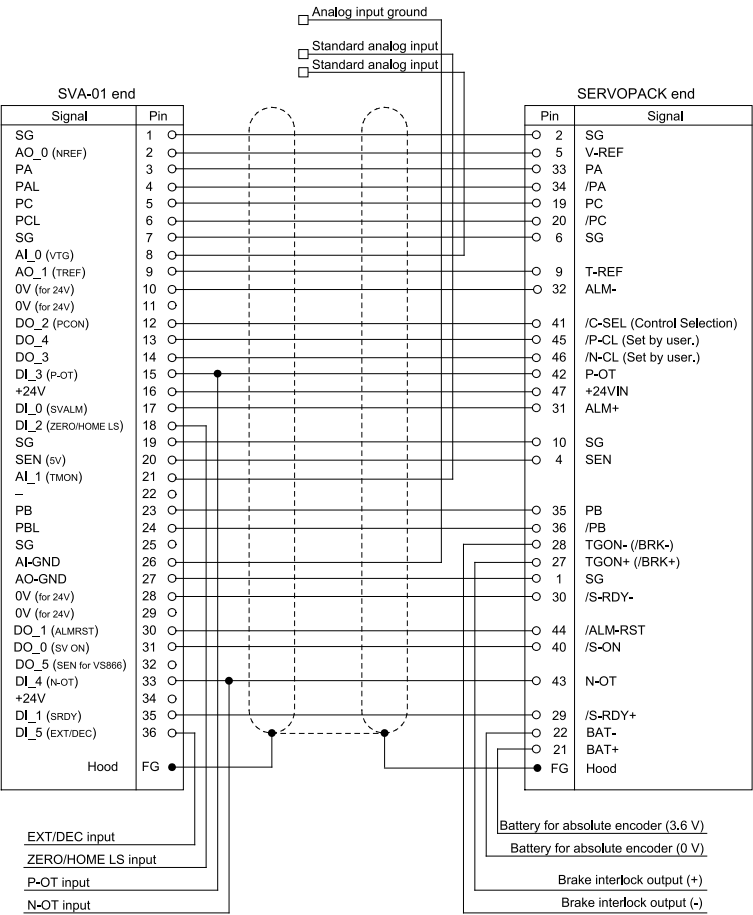 Analog input ground
Standard analog input
Standard analog input
SVA-01 end SERVOPACK end
Signal Pin Pin Signal
SG 1 2 SG
AO_0 (NREF) 2 5 V-REF
PA 3 33 PA
PAL 4 34 /PA
PC 5 19 PC
PCL 6 20 /PC
SG 7 6 SG
AI_0 (VTG) 8
AO_1 (TREF) 9 9 T-REF
0V (for 24V) 10 32 ALM-
0V (for 24V) 11
DO_2 (PCON) 12 41 /C-SEL (Control Selection)
DO_4 13 45 /P-CL (Set by user.)
DO_3 14 46 /N-CL (Set by user.)
DI_3 (P-OT) 15 42 P-OT
+24V 16 47 +24VIN
DI_0 (SVALM) 17 31 ALM+
DI_2 (ZERO/HOME LS) 18
SG 19 10 SG
SEN (5V) 20 4 SEN
AI_1 (TMON) 21
– 22
PB 23 35 PB
PBL 24 36 /PB
SG 25 28 TGON- (/BRK-)
AI-GND 26 27 TGON+ (/BRK+)
AO-GND 27 1 SG
0V (for 24V) 28 30 /S-RDY-
0V (for 24V) 29
DO_1 (ALMRST) 30 44 /ALM-RST
DO_0 (SV ON) 31 40 /S-ON
DO_5 (SEN for VS866) 32
DI_4 (N-OT) 33 43 N-OT
+24V 34
DI_1 (SRDY) 35 29 /S-RDY+
DI_5 (EXT/DEC) 36 22 BAT-
21 BAT+
Hood FG FG Hood
Battery for absolute encoder (3.6 V)
EXT/DEC input
Battery for absolute encoder (0 V)
ZERO/HOME LS input
P-OT input Brake interlock output (+)
N-OT input Brake interlock output (-)